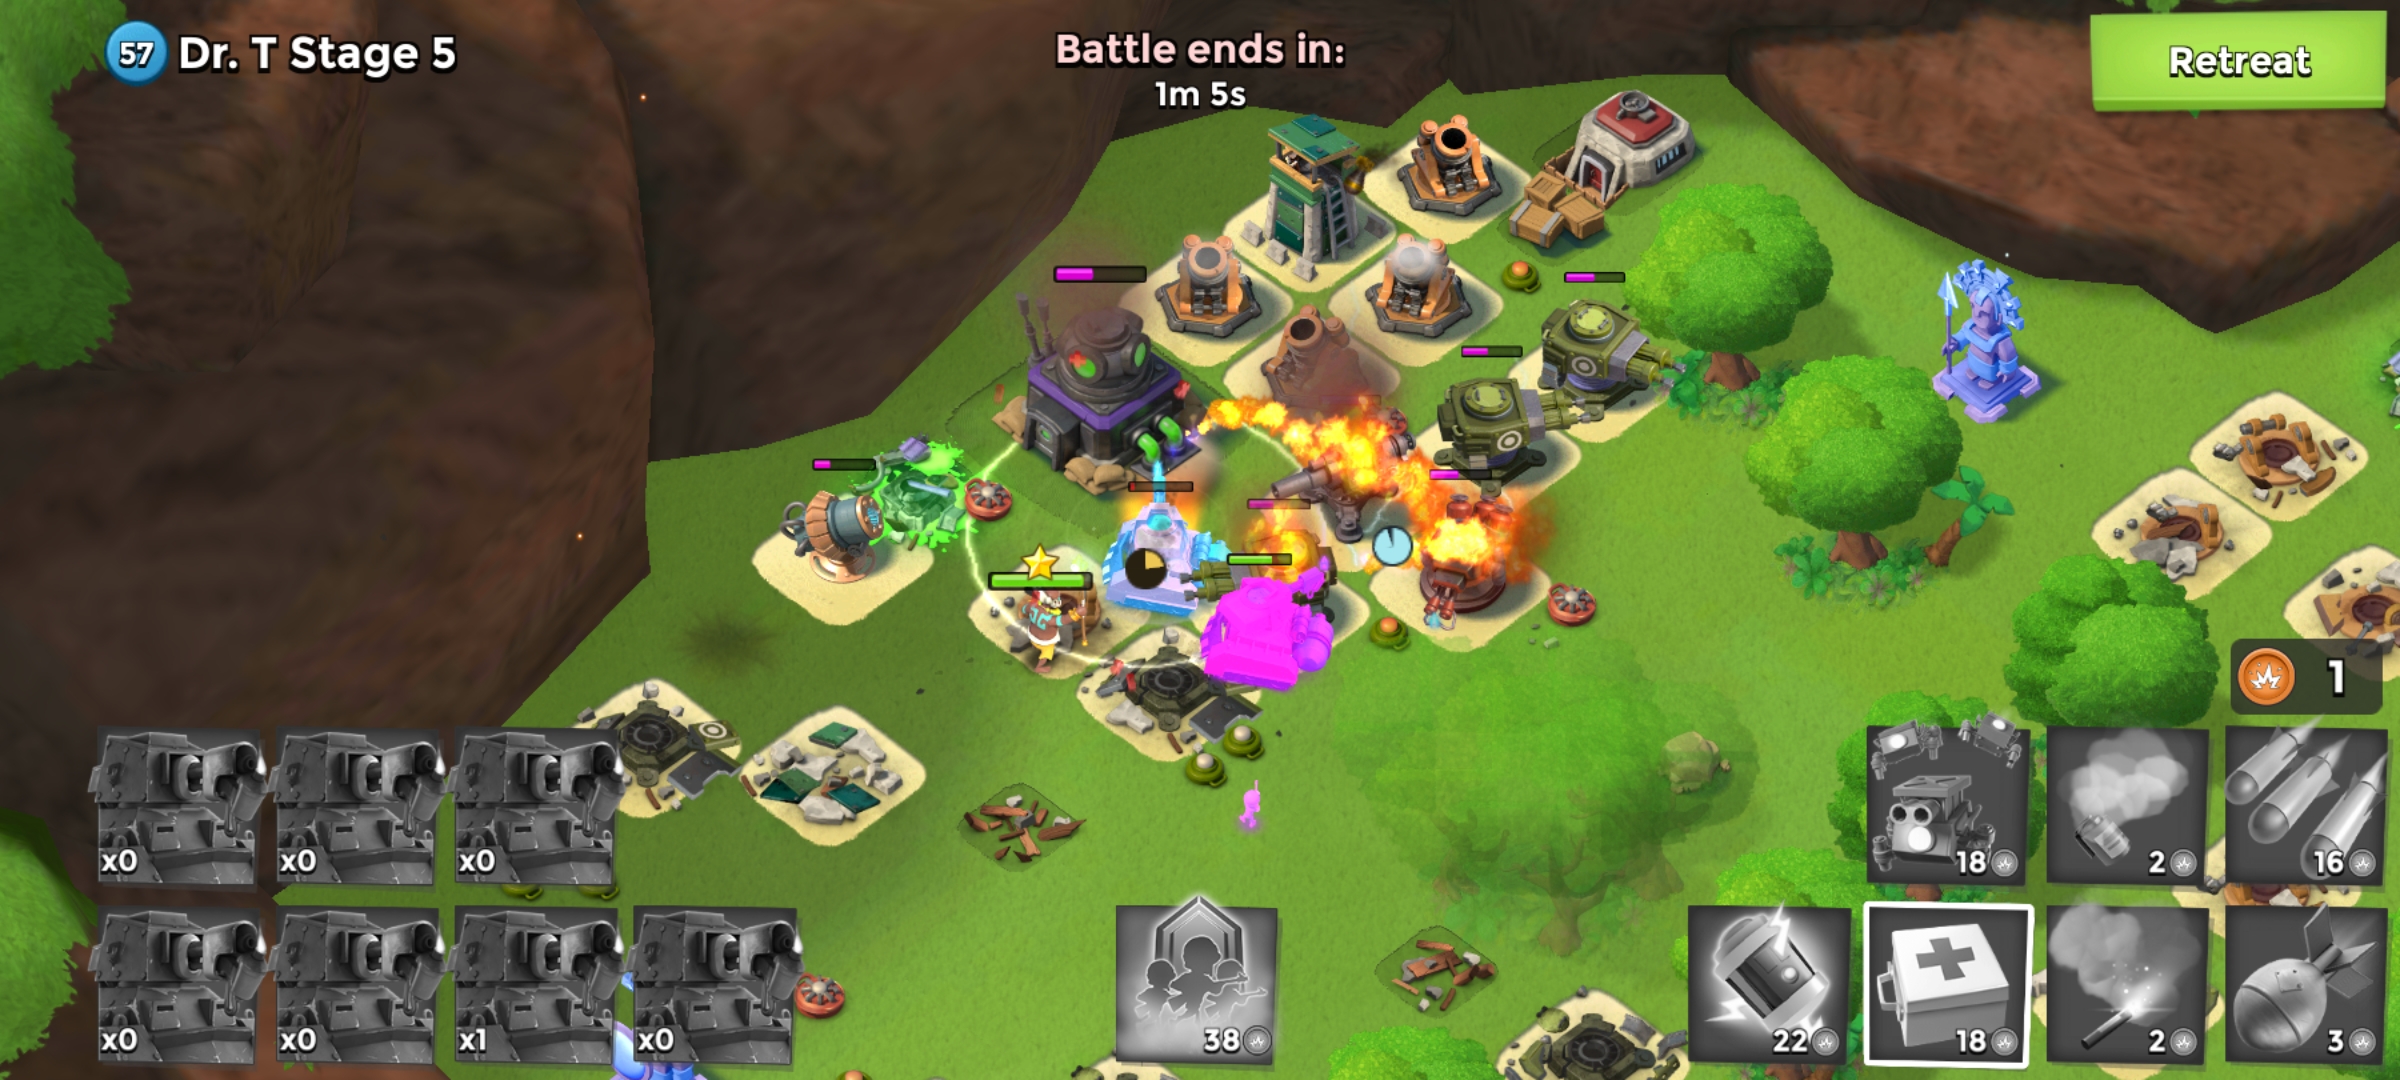 57 Dr. T Stage 5
Battle ends in:
1m 5s
Retreat
1
x0
x0
x0
18
2
16
x0
x0
x1
x0
38
22
18
2
3